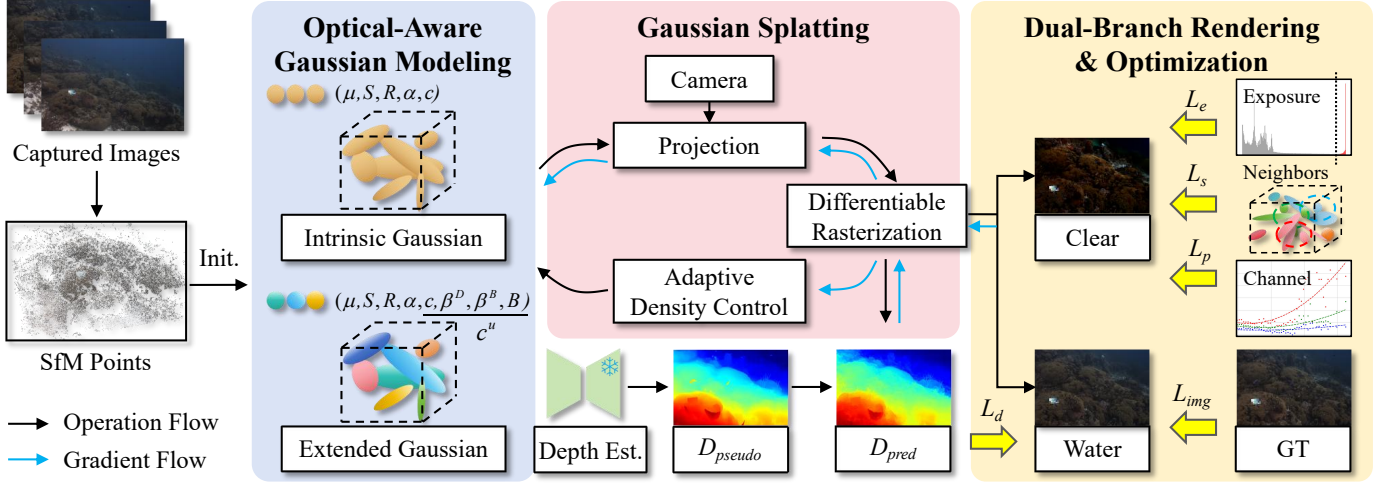 Captured Images
SfM Points
Init.
Operation Flow
Gradient Flow
Optical-Aware
Gaussian Modeling
(μ, S, R, α, c)
Intrinsic Gaussian
(μ, S, R, α, c, β^D, β^B, B)
c^u
Extended Gaussian
Gaussian Splatting
Camera
Projection
Differentiable
Rasterization
Adaptive
Density Control
Depth Est.
D_pseudo
D_pred
L_d
Dual-Branch Rendering
& Optimization
Clear
L_e
Exposure
L_s
Neighbors
L_p
Channel
Water
L_img
GT